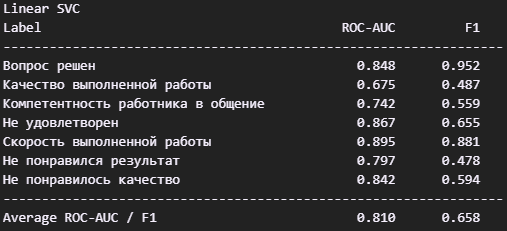 Linear SVC
Label ROC-AUC F1
--------------------------------------------------------------
Вопрос решен 0.848 0.952
Качество выполненной работы 0.675 0.487
Компетентность работника в общение 0.742 0.559
Не удовлетворен 0.867 0.655
Скорость выполненной работы 0.895 0.881
Не понравился результат 0.797 0.478
Не понравилось качество 0.842 0.594
--------------------------------------------------------------
Average ROC-AUC / F1 0.810 0.658